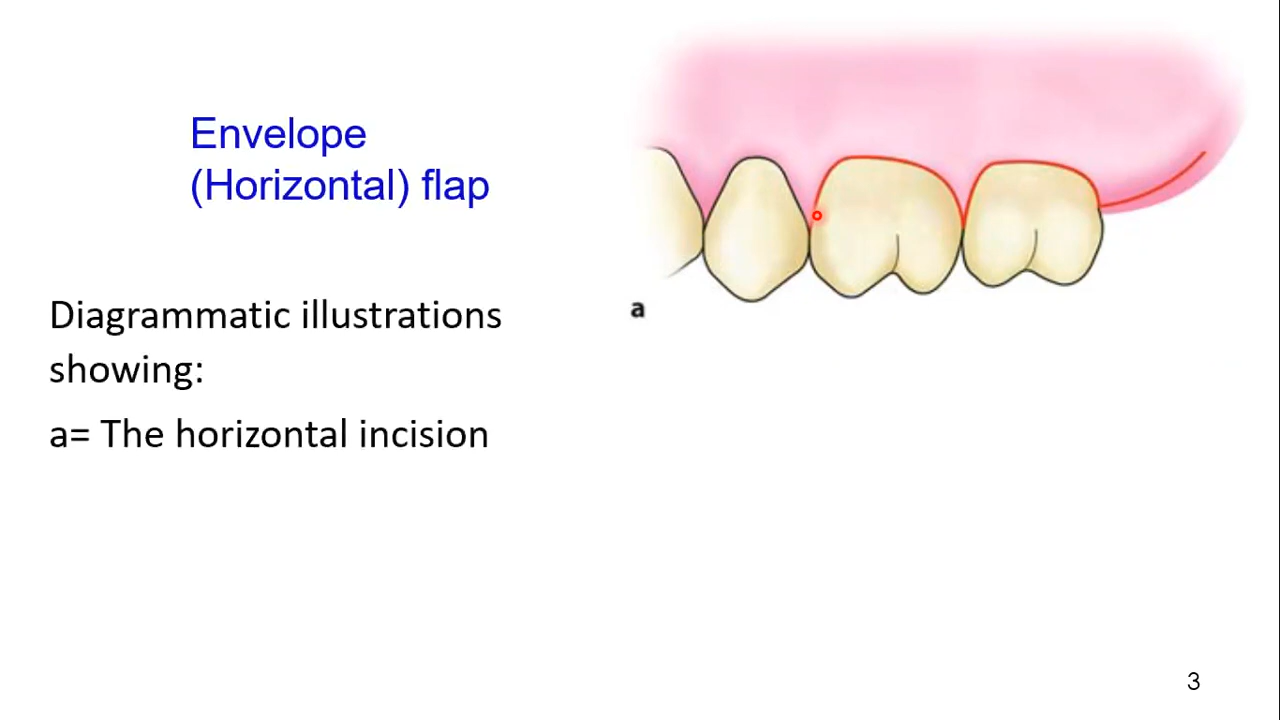 Envelope
(Horizontal) flap
Diagrammatic illustrations
showing:
a= The horizontal incision
a
3